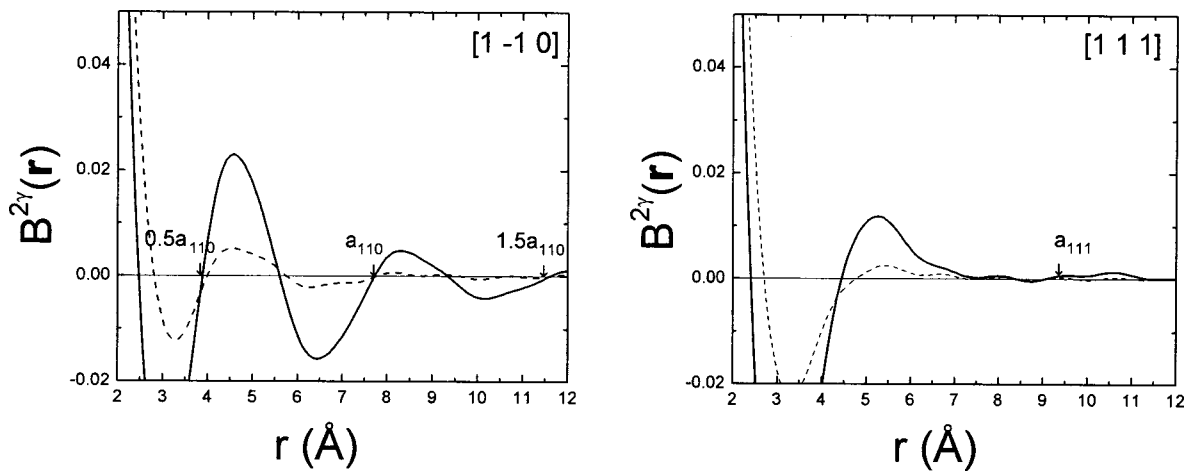 [1 -1 0]
0.04
0.02
0.00
-0.02
B^{2γ}(r)
0.5a_{110}
a_{110}
1.5a_{110}
2 3 4 5 6 7 8 9 10 11 12
r (Å)
[1 1 1]
0.04
0.02
0.00
-0.02
B^{2γ}(r)
a_{111}
2 3 4 5 6 7 8 9 10 11 12
r (Å)